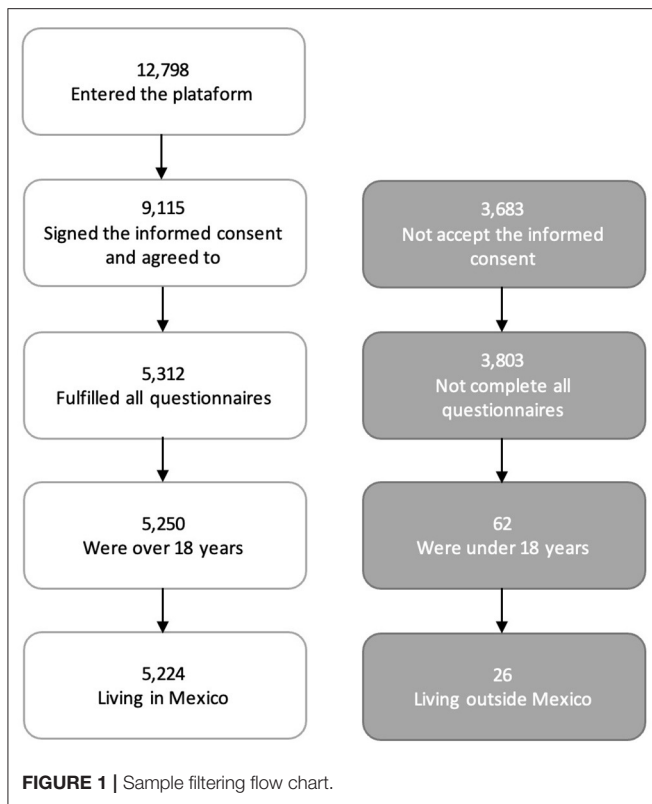 12,798
Entered the plataform
9,115
Signed the informed consent
and agreed to
3,683
Not accept the informed
consent
5,312
Fulfilled all questionnaires
3,803
Not complete all
questionnaires
5,250
Were over 18 years
62
Were under 18 years
5,224
Living in Mexico
26
Living outside Mexico
FIGURE 1 | Sample filtering flow chart.